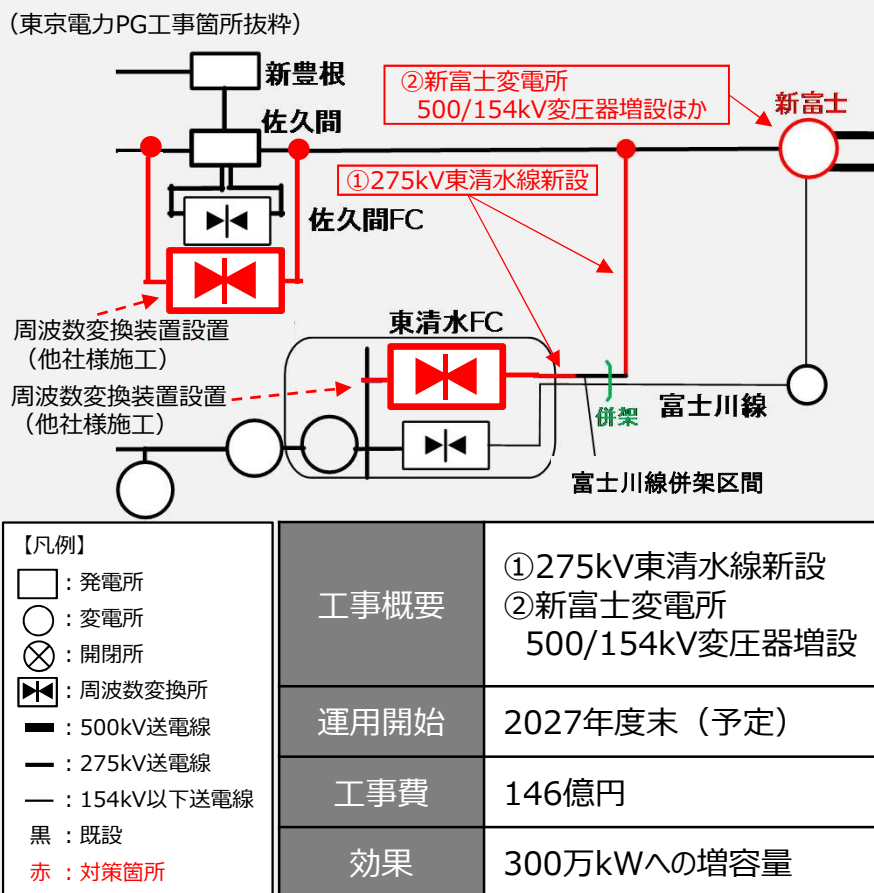 （東京電力PG工事箇所抜粋）
新豊根
②新富士変電所
500/154kV変圧器増設ほか
新富士
佐久間
①275kV東清水線新設
佐久間FC
東清水FC
周波数変換装置設置
（他社様施工）
周波数変換装置設置
（他社様施工）
併架
富士川線
富士川線併架区間
【凡例】
：発電所
：変電所
：開閉所
：周波数変換所
：500kV送電線
：275kV送電線
：154kV以下送電線
黒：既設
赤：対策箇所
工事概要
①275kV東清水線新設
②新富士変電所
500/154kV変圧器増設
運用開始
2027年度末（予定）
工事費
146億円
効果
300万kWへの増容量